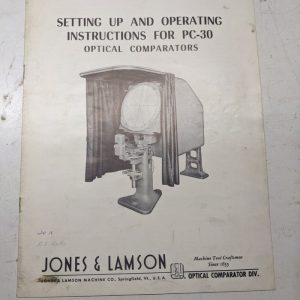 SETTING UP AND OPERATING
INSTRUCTIONS FOR PC-30
OPTICAL COMPARATORS
JONES & LAMSON
Machine Tool Craftsmen
Since 1835
JONES & LAMSON MACHINE CO., Springfield, Vt., U.S.A.
OPTICAL COMPARATOR DIV.